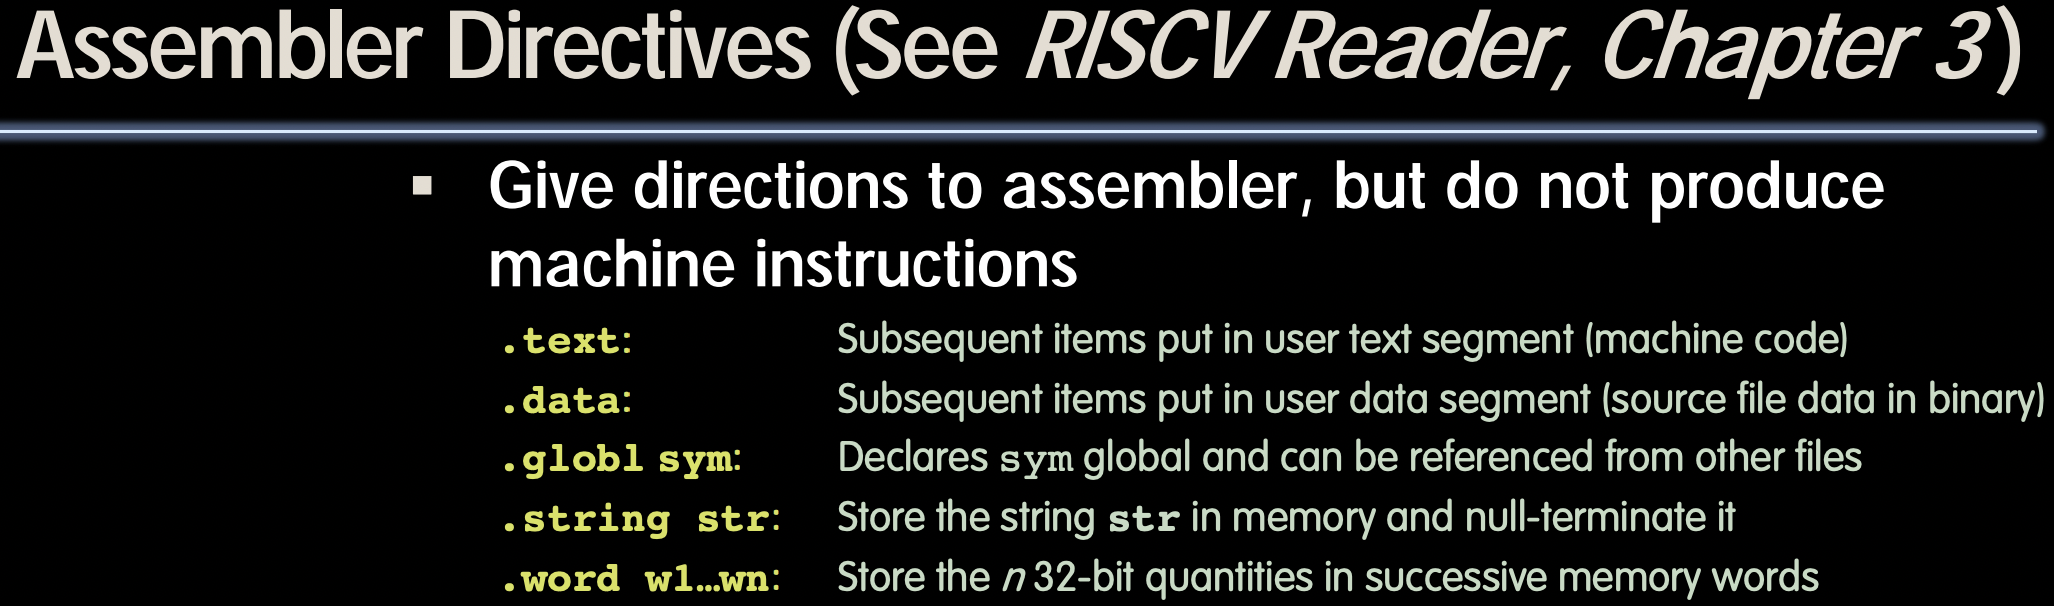 Assembler Directives (See RISCV Reader, Chapter 3)
▪ Give directions to assembler, but do not produce
machine instructions
.text: Subsequent items put in user text segment (machine code)
.data: Subsequent items put in user data segment (source file data in binary)
.globl sym: Declares sym global and can be referenced from other files
.string str: Store the string str in memory and null-terminate it
.word w1…wn: Store the n 32-bit quantities in successive memory words